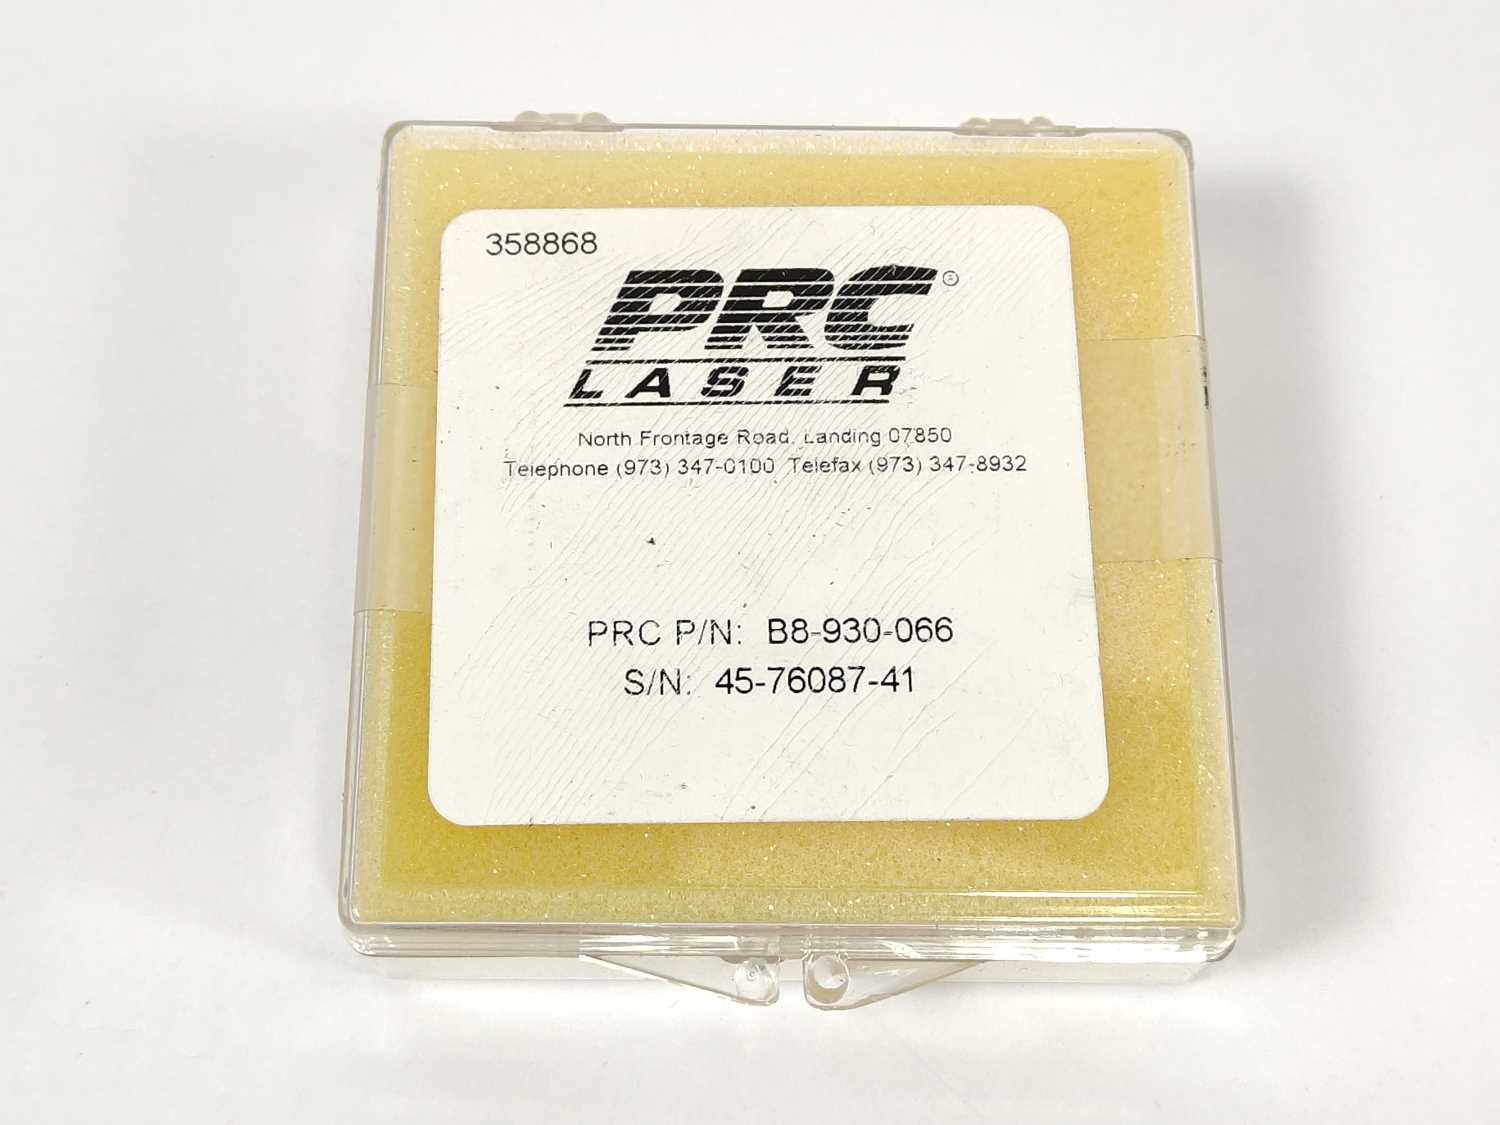 358868
PRC®
LASER
North Frontage Road, Landing 07850
Telephone (973) 347-0100 Telefax (973) 347-8932
PRC P/N: B8-930-066
S/N: 45-76087-41